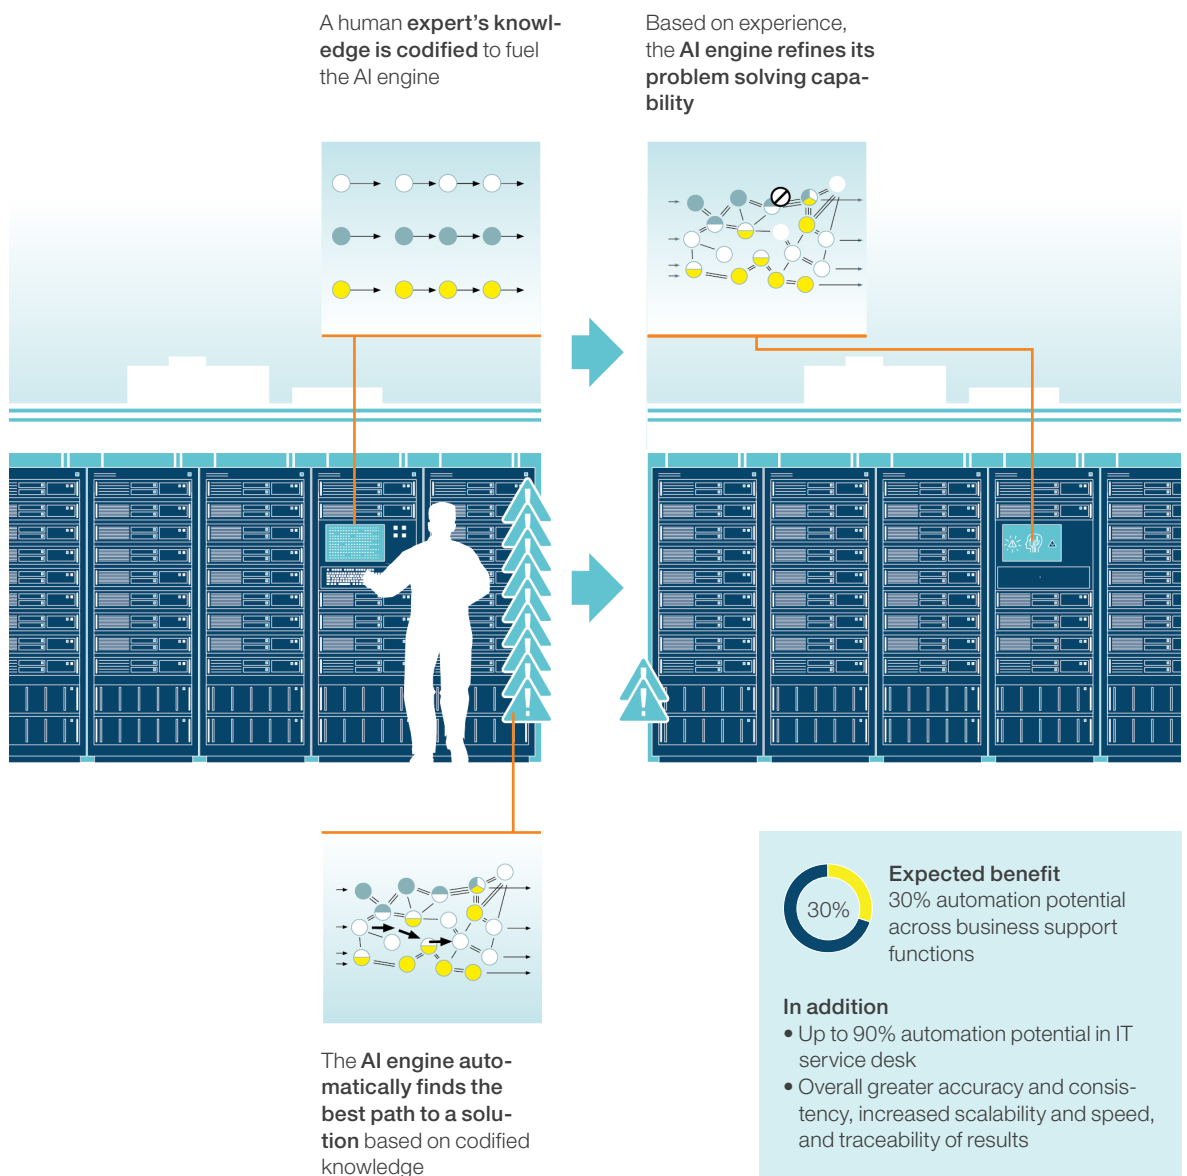 A human expert's knowl-
edge is codified to fuel
the AI engine
Based on experience,
the AI engine refines its
problem solving capa-
bility
The AI engine auto-
matically finds the
best path to a solu-
tion based on codified
knowledge
30%
Expected benefit
30% automation potential
across business support
functions
In addition
• Up to 90% automation potential in IT
service desk
• Overall greater accuracy and consis-
tency, increased scalability and speed,
and traceability of results